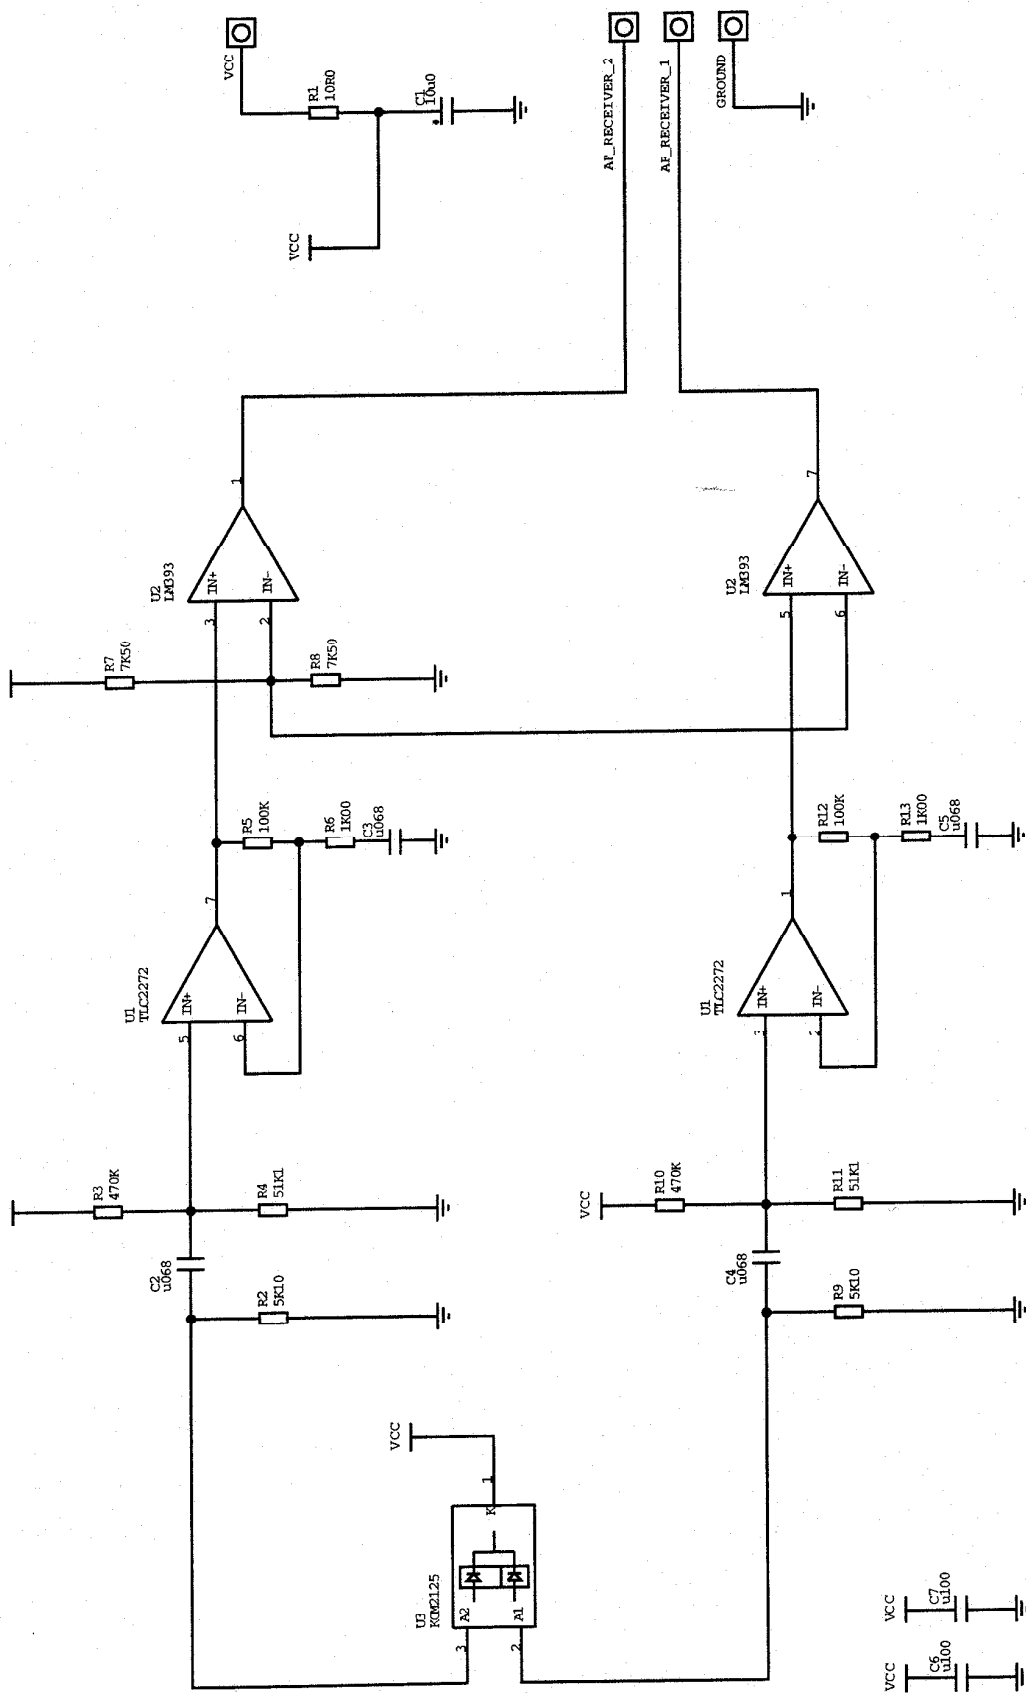 VCC
R1
10R0
C1
10u0
VCC
AF_RECEIVER_2
AF_RECEIVER_1
GROUND
U2
LM393
IN+
IN-
3
2
1
R7
7K50
R8
7K50
U2
LM393
IN+
IN-
5
6
7
U1
TLC2272
IN+
IN-
5
6
7
R5
100K
R6
1K00
C3
u068
U1
TLC2272
IN+
IN-
1
R12
100K
R13
1K00
C5
u068
R3
470K
R4
51K1
C2
u068
R2
5K10
VCC
R10
470K
R11
51K1
C4
u068
R9
5K10
VCC
1
K
U3
A2
A1
3
2
VCC
C7
u100
VCC
C6
u100